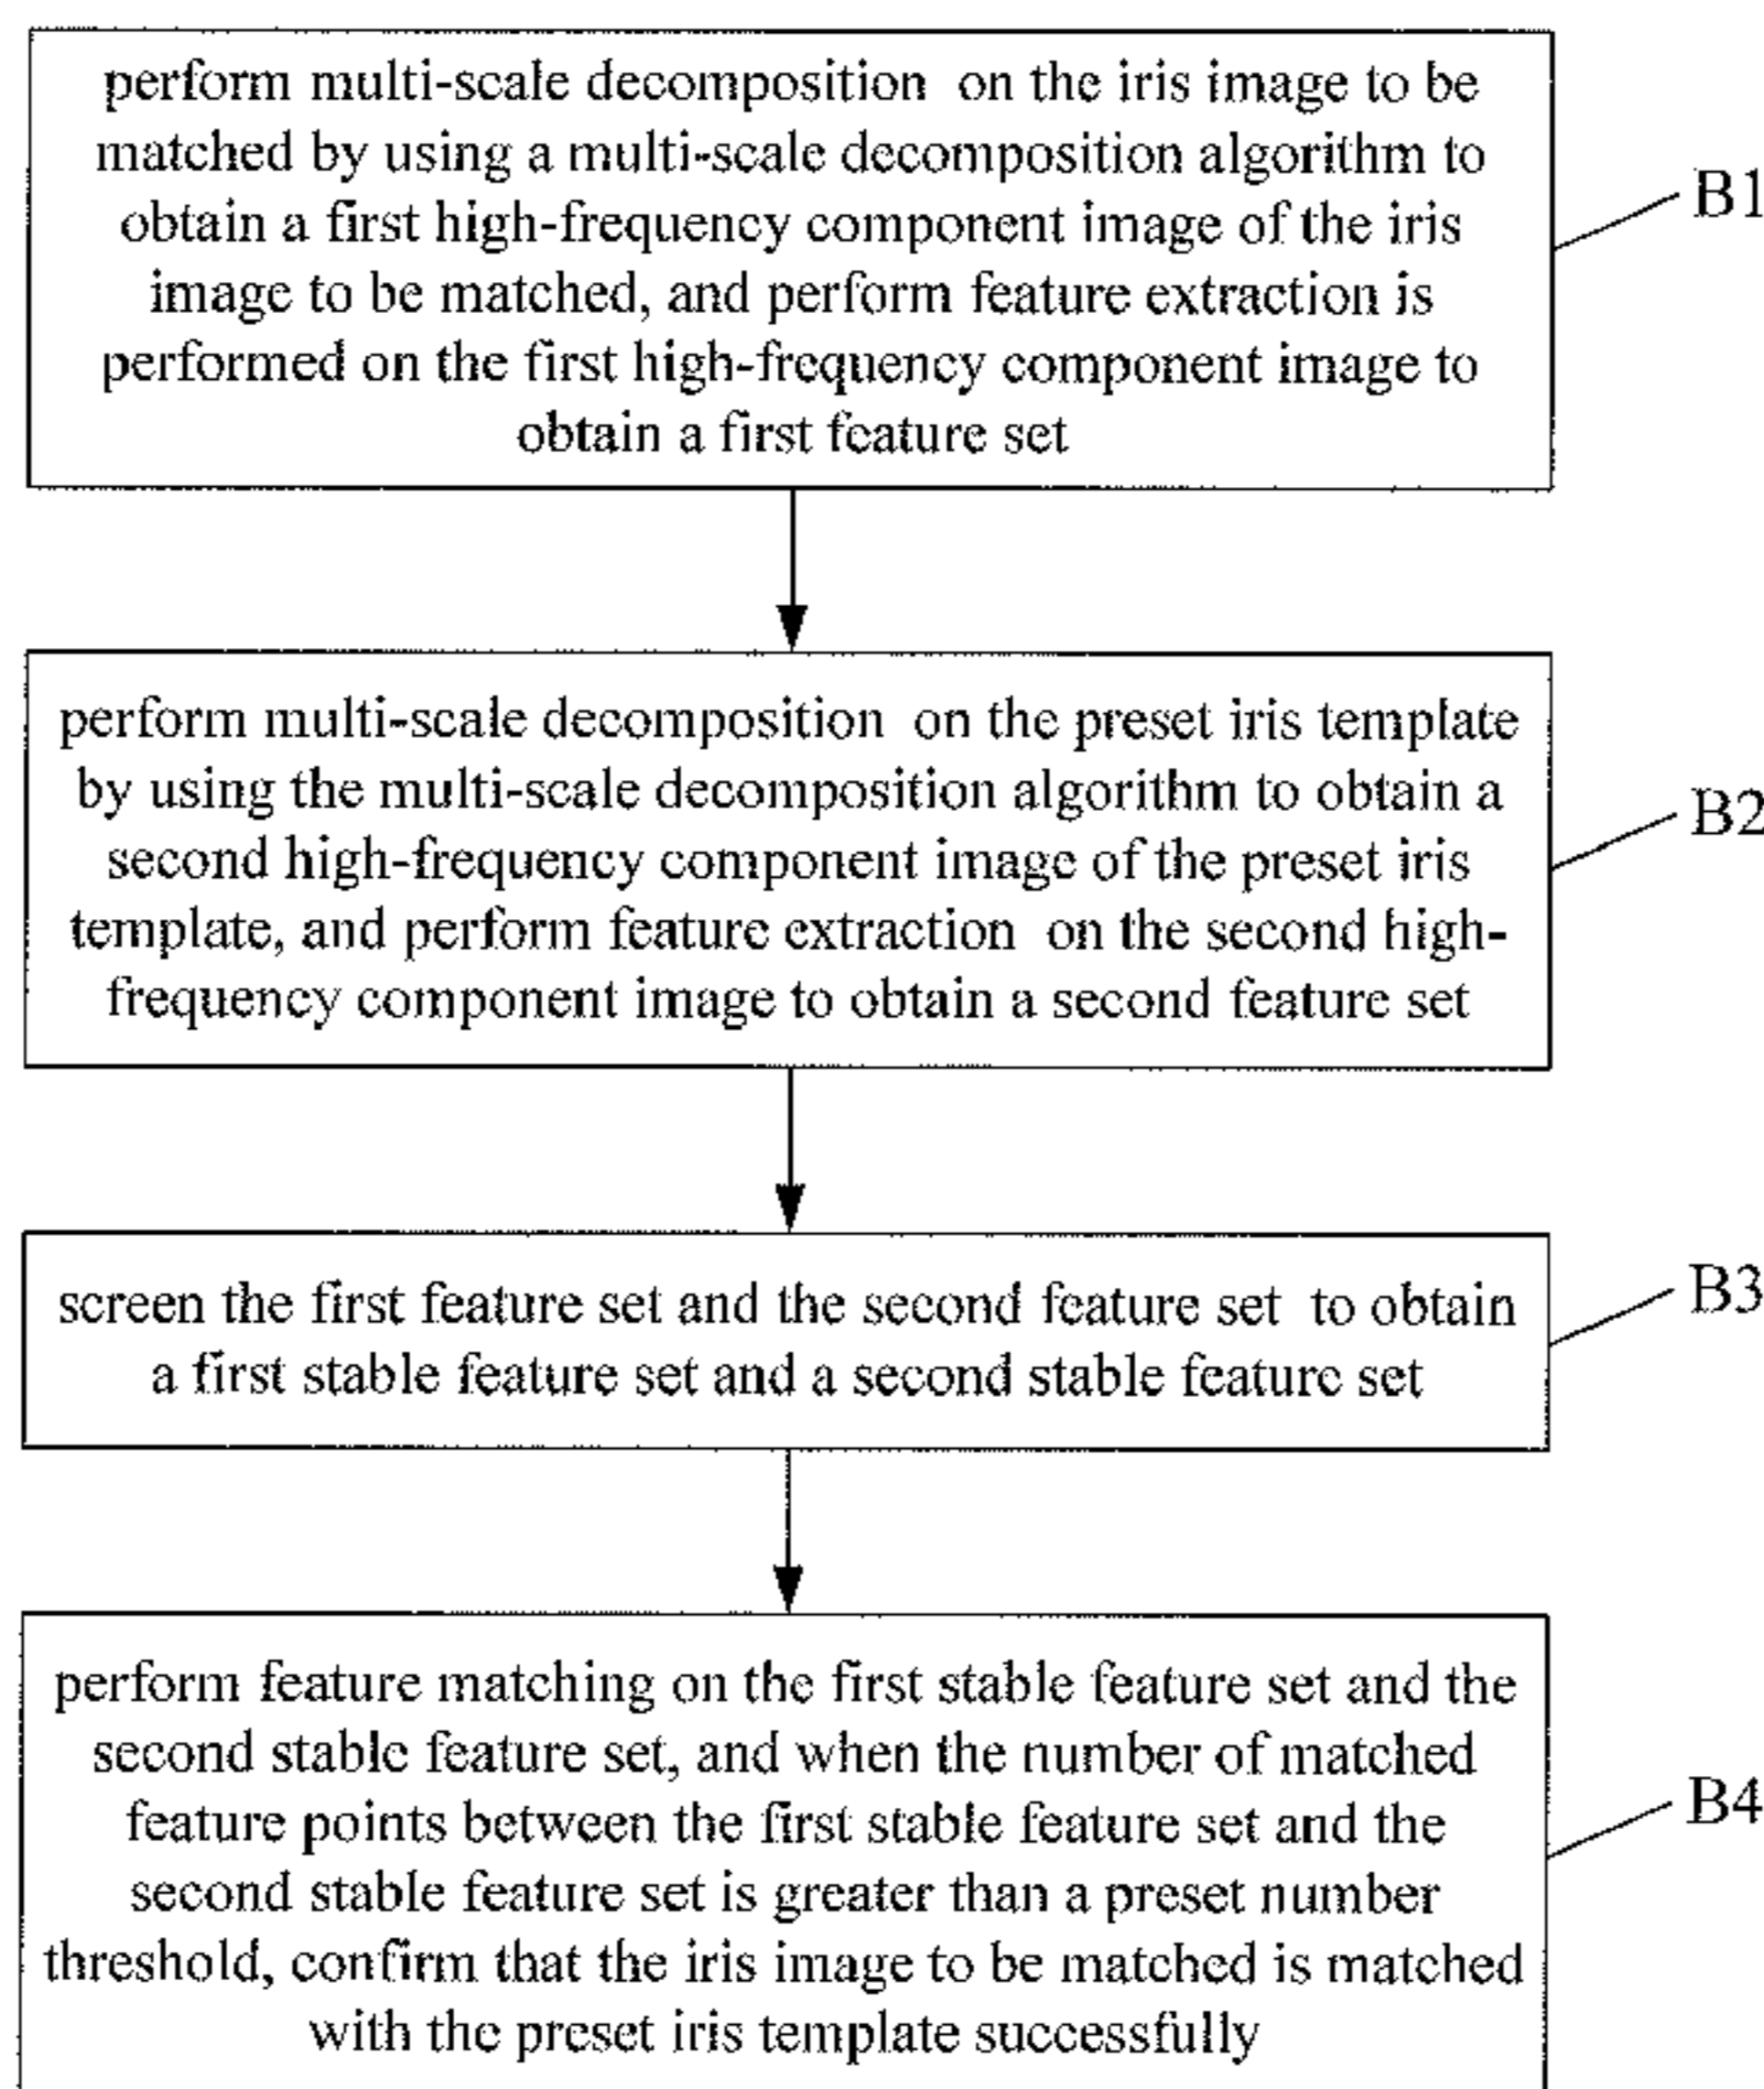 perform multi-scale decomposition on the iris image to be
matched by using a multi-scale decomposition algorithm to
obtain a first high-frequency component image of the iris
image to be matched, and perform feature extraction is
performed on the first high-frequency component image to
obtain a first feature set
B1
perform multi-scale decomposition on the preset iris template
by using the multi-scale decomposition algorithm to obtain a
second high-frequency component image of the preset iris
template, and perform feature extraction on the second high-
frequency component image to obtain a second feature set
B2
screen the first feature set and the second feature set to obtain
a first stable feature set and a second stable feature set
B3
perform feature matching on the first stable feature set and the
second stable feature set, and when the number of matched
feature points between the first stable feature set and the
second stable feature set is greater than a preset number
threshold, confirm that the iris image to be matched is matched
with the preset iris template successfully
B4